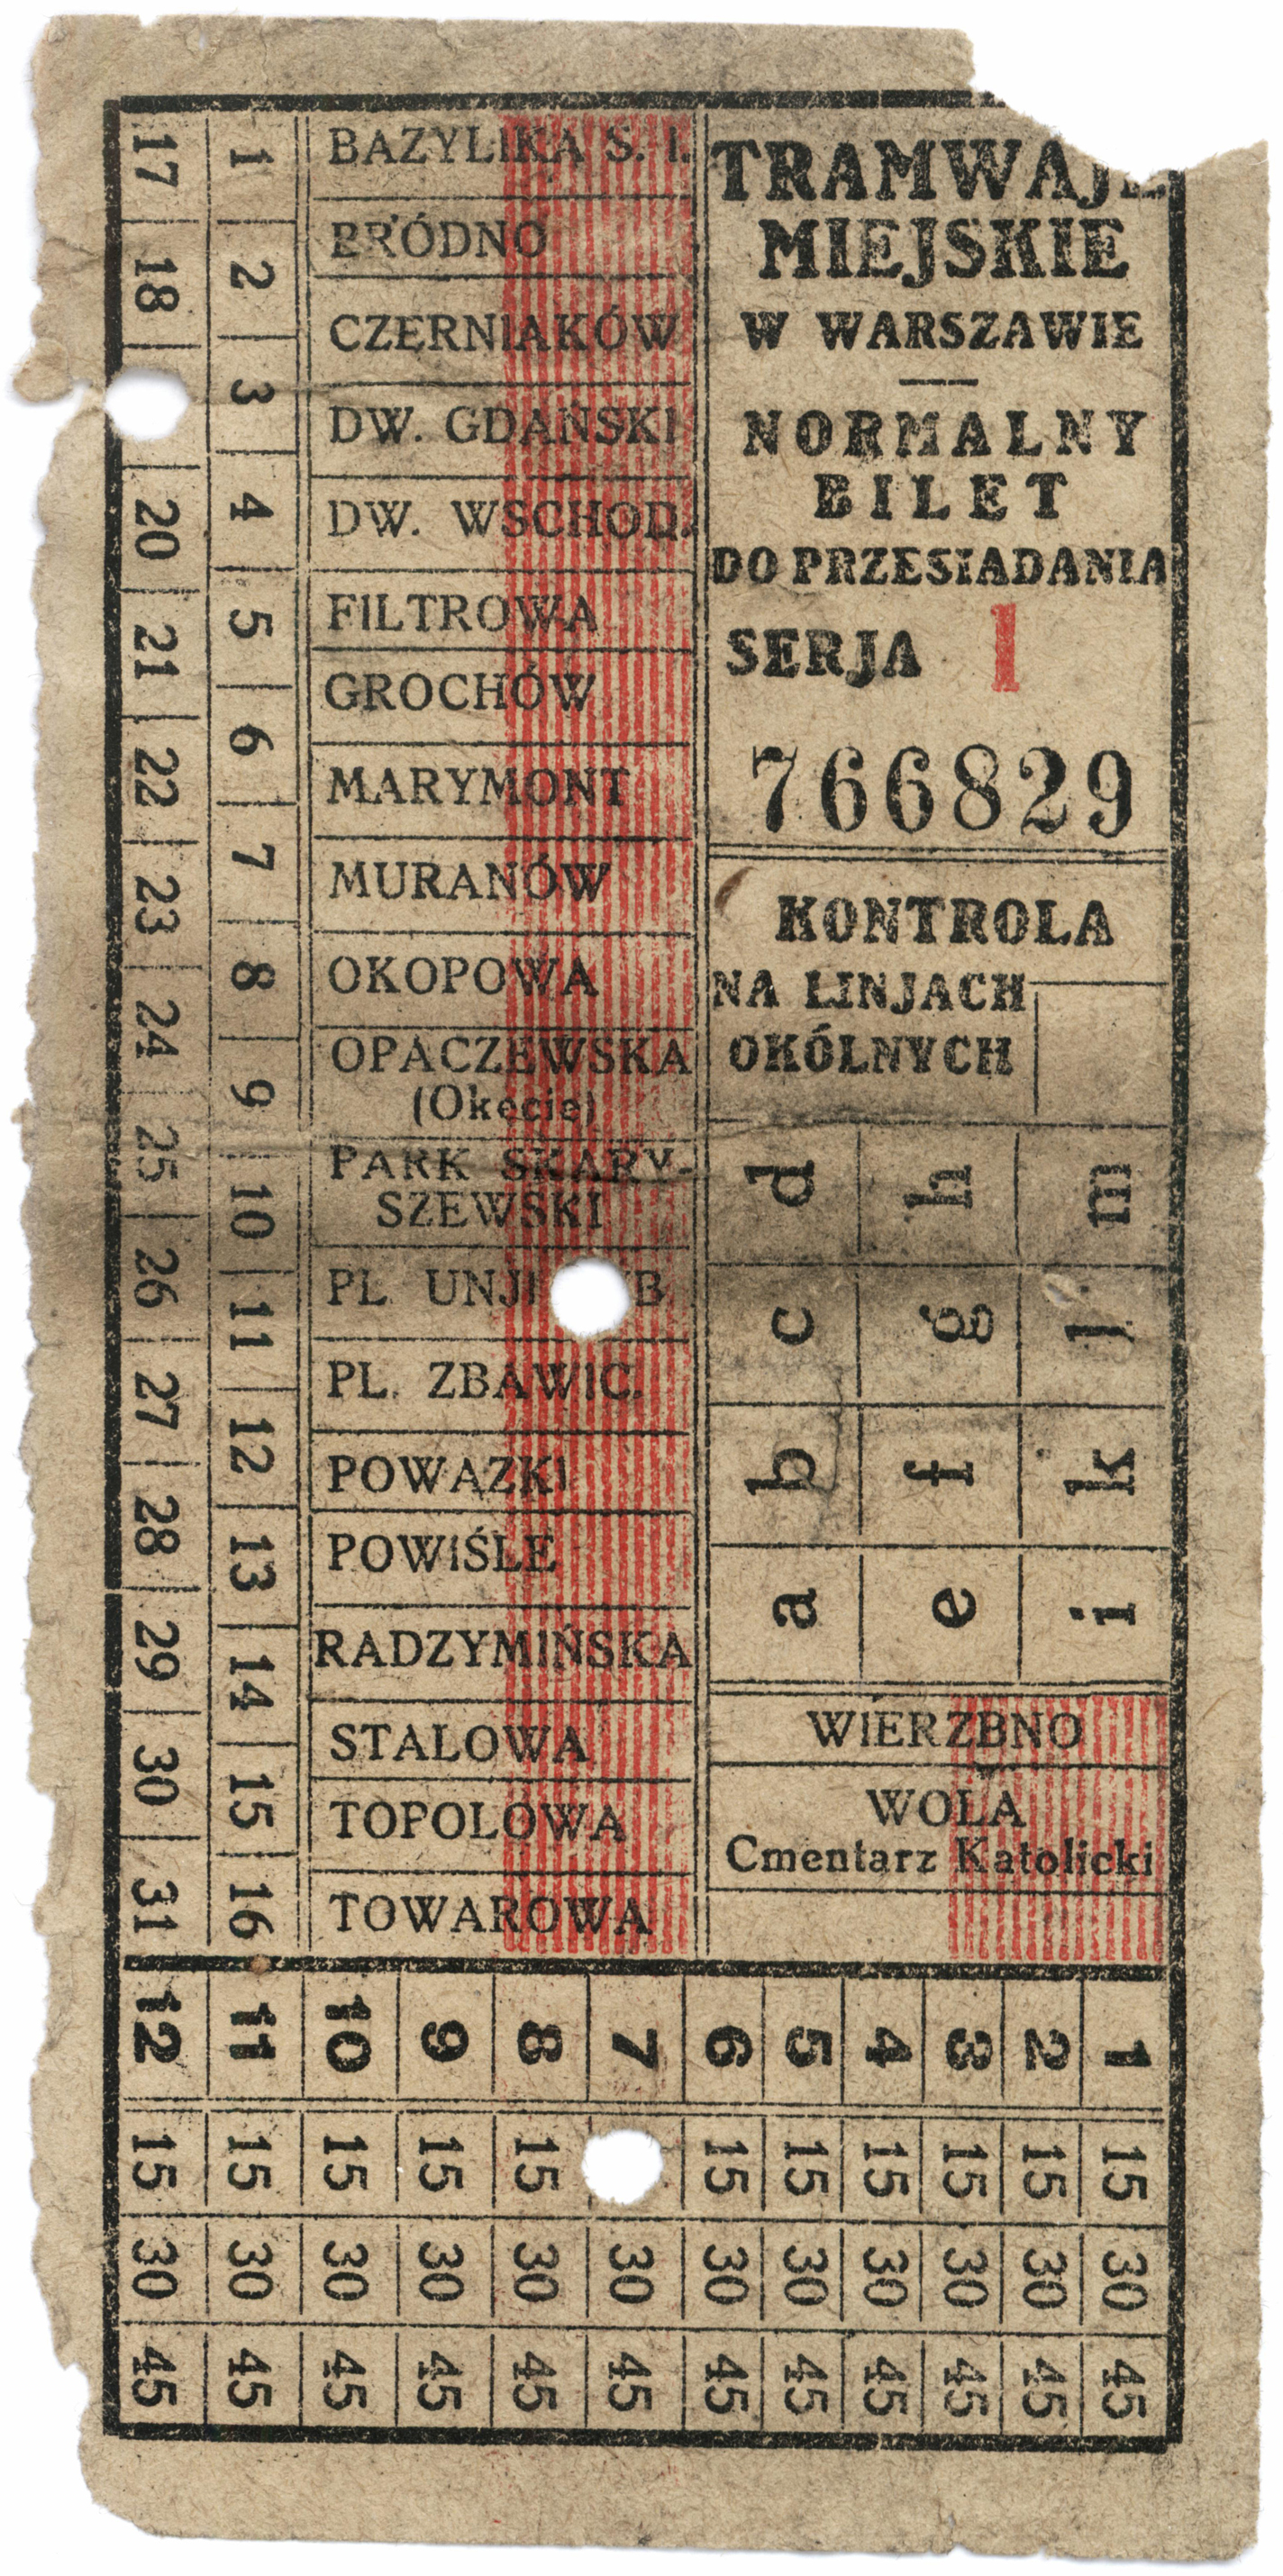 TRAMWAJE
MIEJSKIE
W WARSZAWIE
NORMALNY
BILET
DO PRZESIADANIA
SERJA 1
766829
KONTROLA
NA LINJACH
OKÓLNYCH
d h m
c g l
b f k
a e i
WIERZBNO
WOLA
Cmentarz Katolicki
BAZYLIKA S. I.
BRÓDNO
CZERNIAKÓW
DW. GDAŃSKI
DW. WSCHOD.
FILTROWA
GROCHÓW
MARYMONT
MURANÓW
OKOPOWA
OPACZEWSKA
(Okęcie)
PARK SKARY-
SZEWSKI
PL. UNJI
PL. ZBAWIC.
POWĄZKI
POWIŚLE
RADZYMIŃSKA
STALOWA
TOPOLOWA
TOWAROWA
1 2 3 4 5 6 7 8 9 10 11 12 13 14 15 16
17 18 20 21 22 23 24 25 26 27 28 29 30 31
12 11 10 9 8 7 6 5 4 3 2 1
15 15 15 15 15 15 15 15 15 15 15
30 30 30 30 30 30 30 30 30 30 30 30
45 45 45 45 45 45 45 45 45 45 45 45